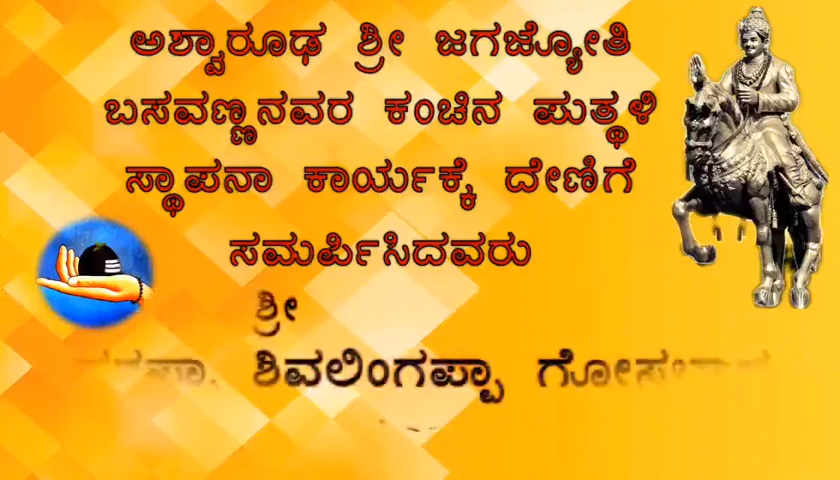 ಅಶ್ವಾರೂಢ ಶ್ರೀ ಜಗಜ್ಯೋತಿ
ಬಸವಣ್ಣನವರ ಕಂಚಿನ ಪುತ್ಥಳಿ
ಸ್ಥಾಪನಾ ಕಾರ್ಯಕ್ಕೆ ದೇಣಿಗೆ
ಸಮರ್ಪಿಸಿದವರು
ಶ್ರೀ
ಶಿವಲಿಂಗಪ್ಪಾ